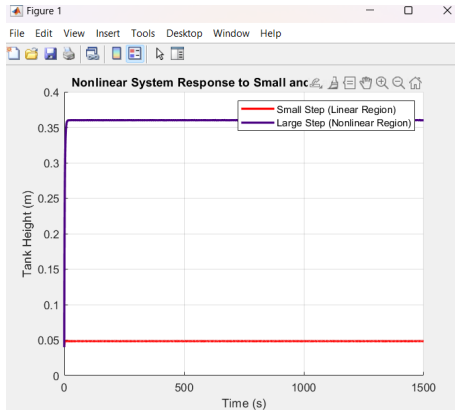 Figure 1
File Edit View Insert Tools Desktop Window Help
Nonlinear System Response to Small and
Small Step (Linear Region)
Large Step (Nonlinear Region)
Tank Height (m)
0.4
0.35
0.3
0.25
0.2
0.15
0.1
0.05
0
0 500 1000 1500
Time (s)